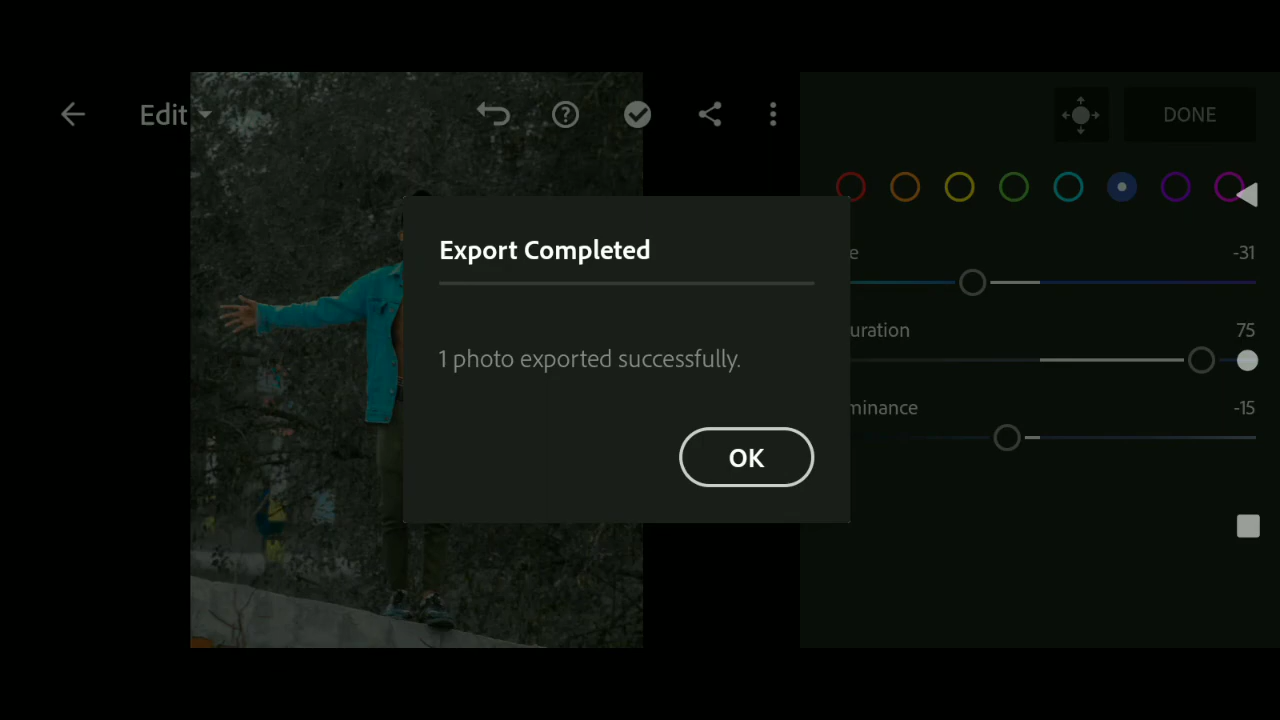 Edit
DONE
Export Completed
1 photo exported successfully.
OK
e
-31
uration
75
minance
-15